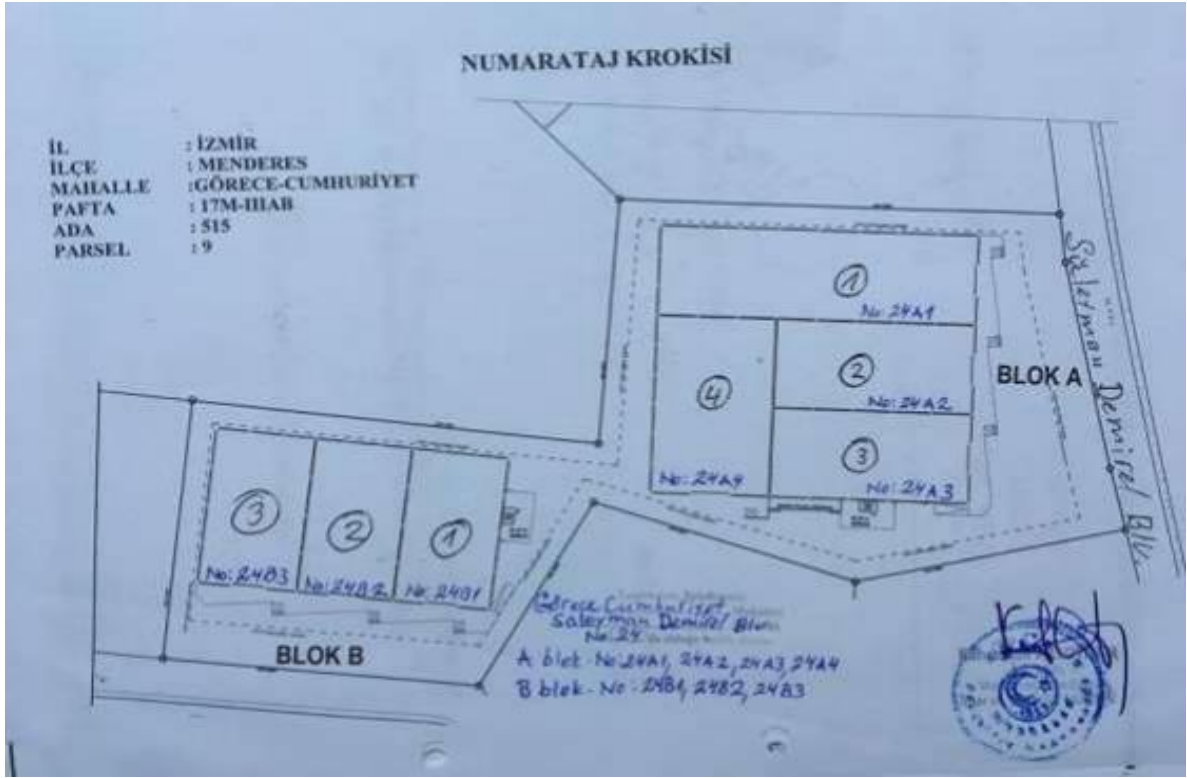 NUMARATAJ KROKİSİ
İL : İZMİR
İLÇE : MENDERES
MAHALLE :GÖRECE-CUMHURİYET
PAFTA : 17M-IIIAB
ADA : 515
PARSEL : 9
1
No: 24A1
2
No: 24A2
4
3
No: 24A4
No: 24A3
BLOK A
Süleyman Demirel Blv.
3
2
1
No: 24B3
No: 24B2
No: 24B1
BLOK B
Görece Cumhuriyet
Süleyman Demirel Blv.
No: 24
A blok - No: 24A1, 24A2, 24A3, 24A4
B blok - No: 24B1, 24B2, 24B3